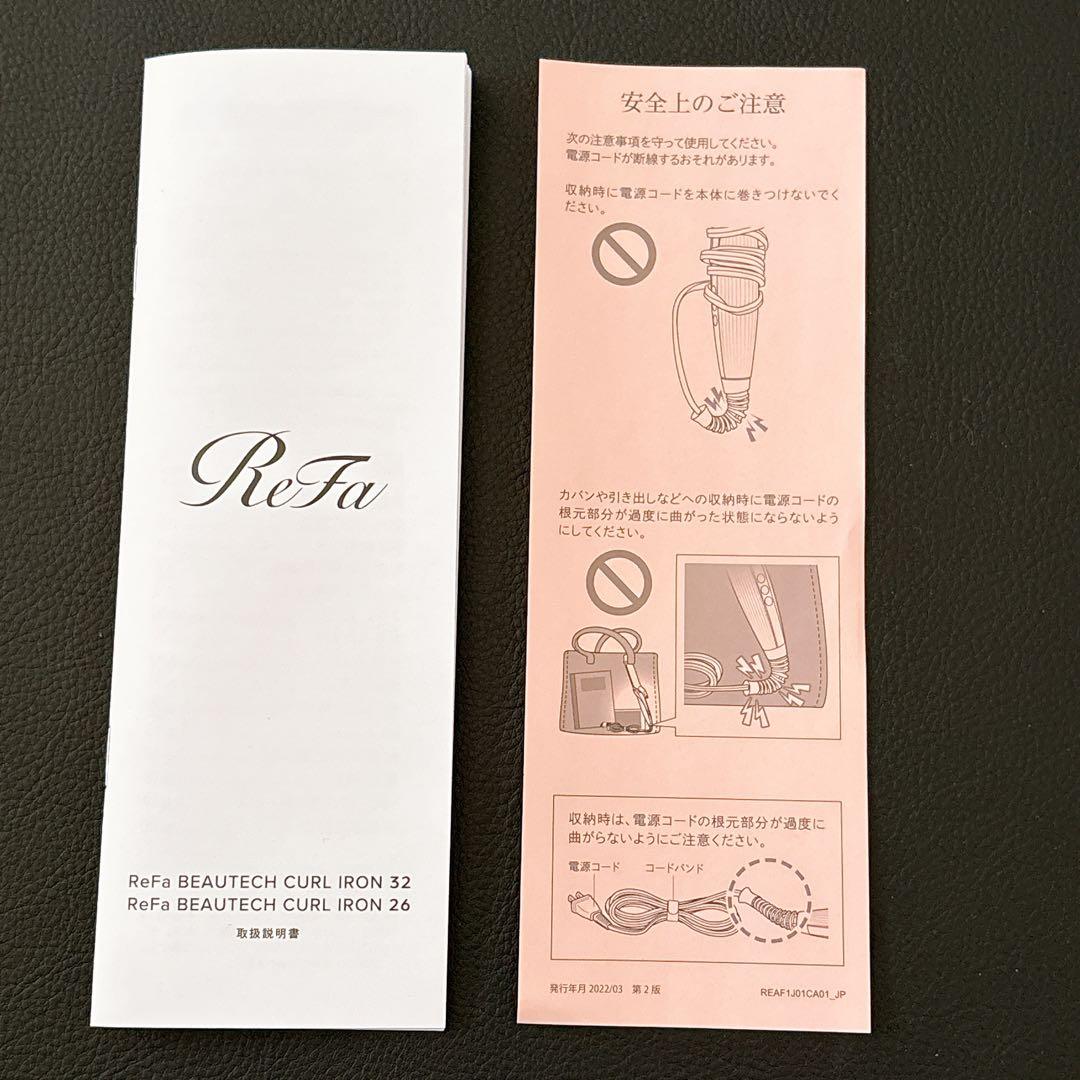 ReFa
ReFa BEAUTECH CURL IRON 32
ReFa BEAUTECH CURL IRON 26
取扱説明書
安全上のご注意
次の注意事項を守って使用してください。
電源コードが断線するおそれがあります。
収納時に電源コードを本体に巻きつけないでく
ださい。
カバンや引き出しなどへの収納時に電源コードの
根元部分が過度に曲がった状態にならないよう
にしてください。
収納時は、電源コードの根元部分が過度に
曲がらないようにご注意ください。
電源コード
コードバンド
発行年月 2022/03 第2版
REAF1J01CA01_JP